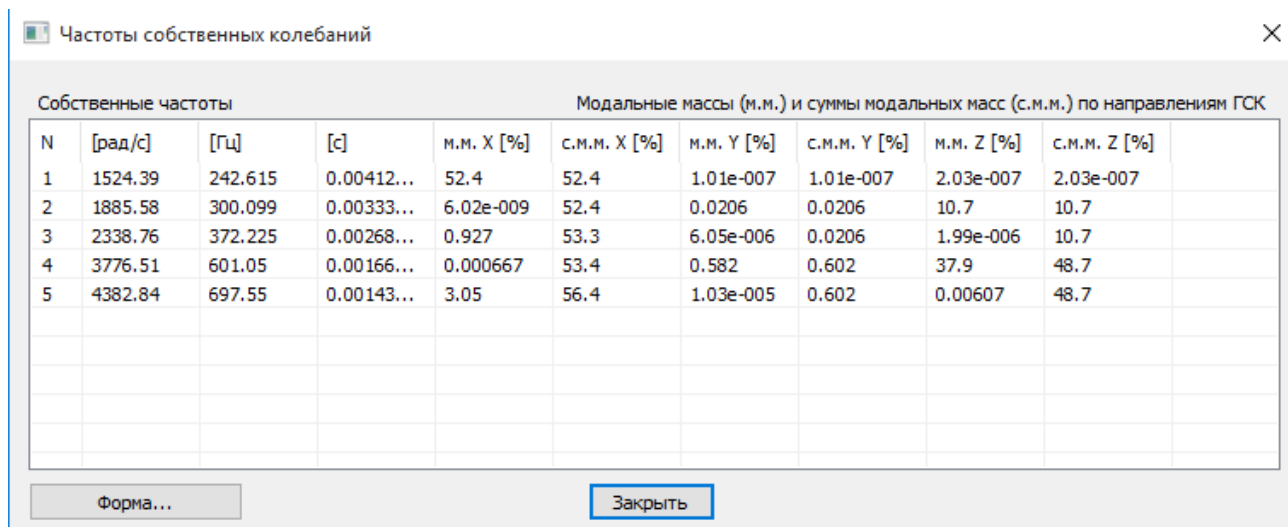 Частоты собственных колебаний
Собственные частоты Модальные массы (м.м.) и суммы модальных масс (с.м.м.) по направлениям ГСК
N [рад/с] [Гц] [с] м.м. X [%] с.м.м. X [%] м.м. Y [%] с.м.м. Y [%] м.м. Z [%] с.м.м. Z [%]
1 1524.39 242.615 0.00412... 52.4 52.4 1.01e-007 1.01e-007 2.03e-007 2.03e-007
2 1885.58 300.099 0.00333... 6.02e-009 52.4 0.0206 0.0206 10.7 10.7
3 2338.76 372.225 0.00268... 0.927 53.3 6.05e-006 0.0206 1.99e-006 10.7
4 3776.51 601.05 0.00166... 0.000667 53.4 0.582 0.602 37.9 48.7
5 4382.84 697.55 0.00143... 3.05 56.4 1.03e-005 0.602 0.00607 48.7
Форма... Закрыть